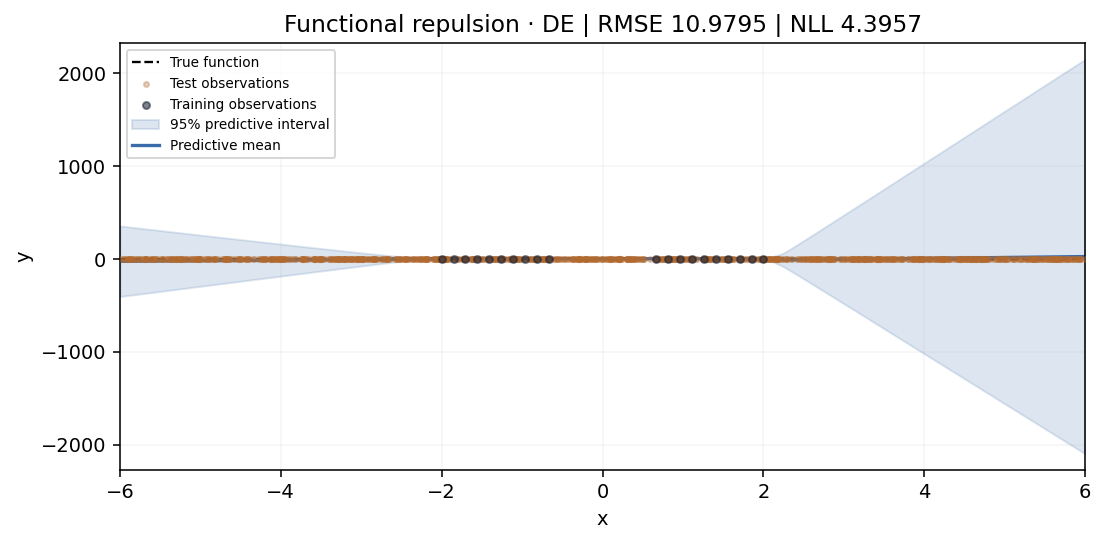 Functional repulsion · DE | RMSE 10.9795 | NLL 4.3957
True function
Test observations
Training observations
95% predictive interval
Predictive mean
2000
1000
0
−1000
−2000
y
−6
−4
−2
0
2
4
6
x